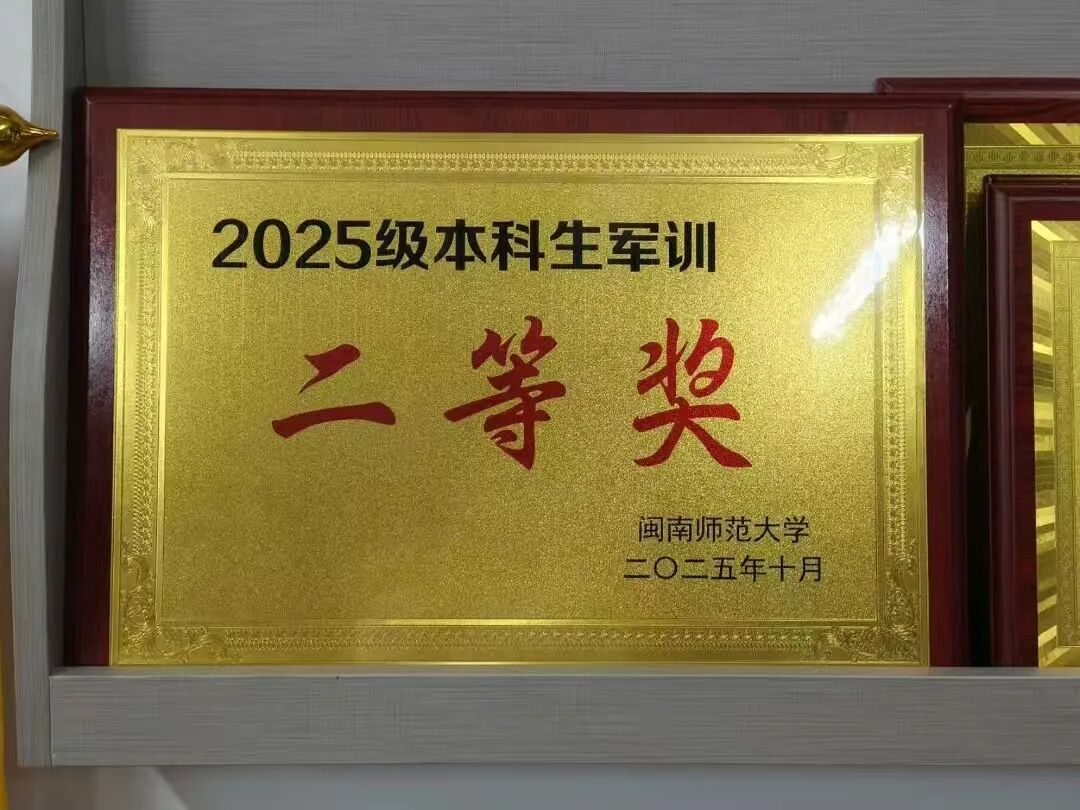 2025级本科生军训
二等奖
闽南师范大学
二〇二五年十月